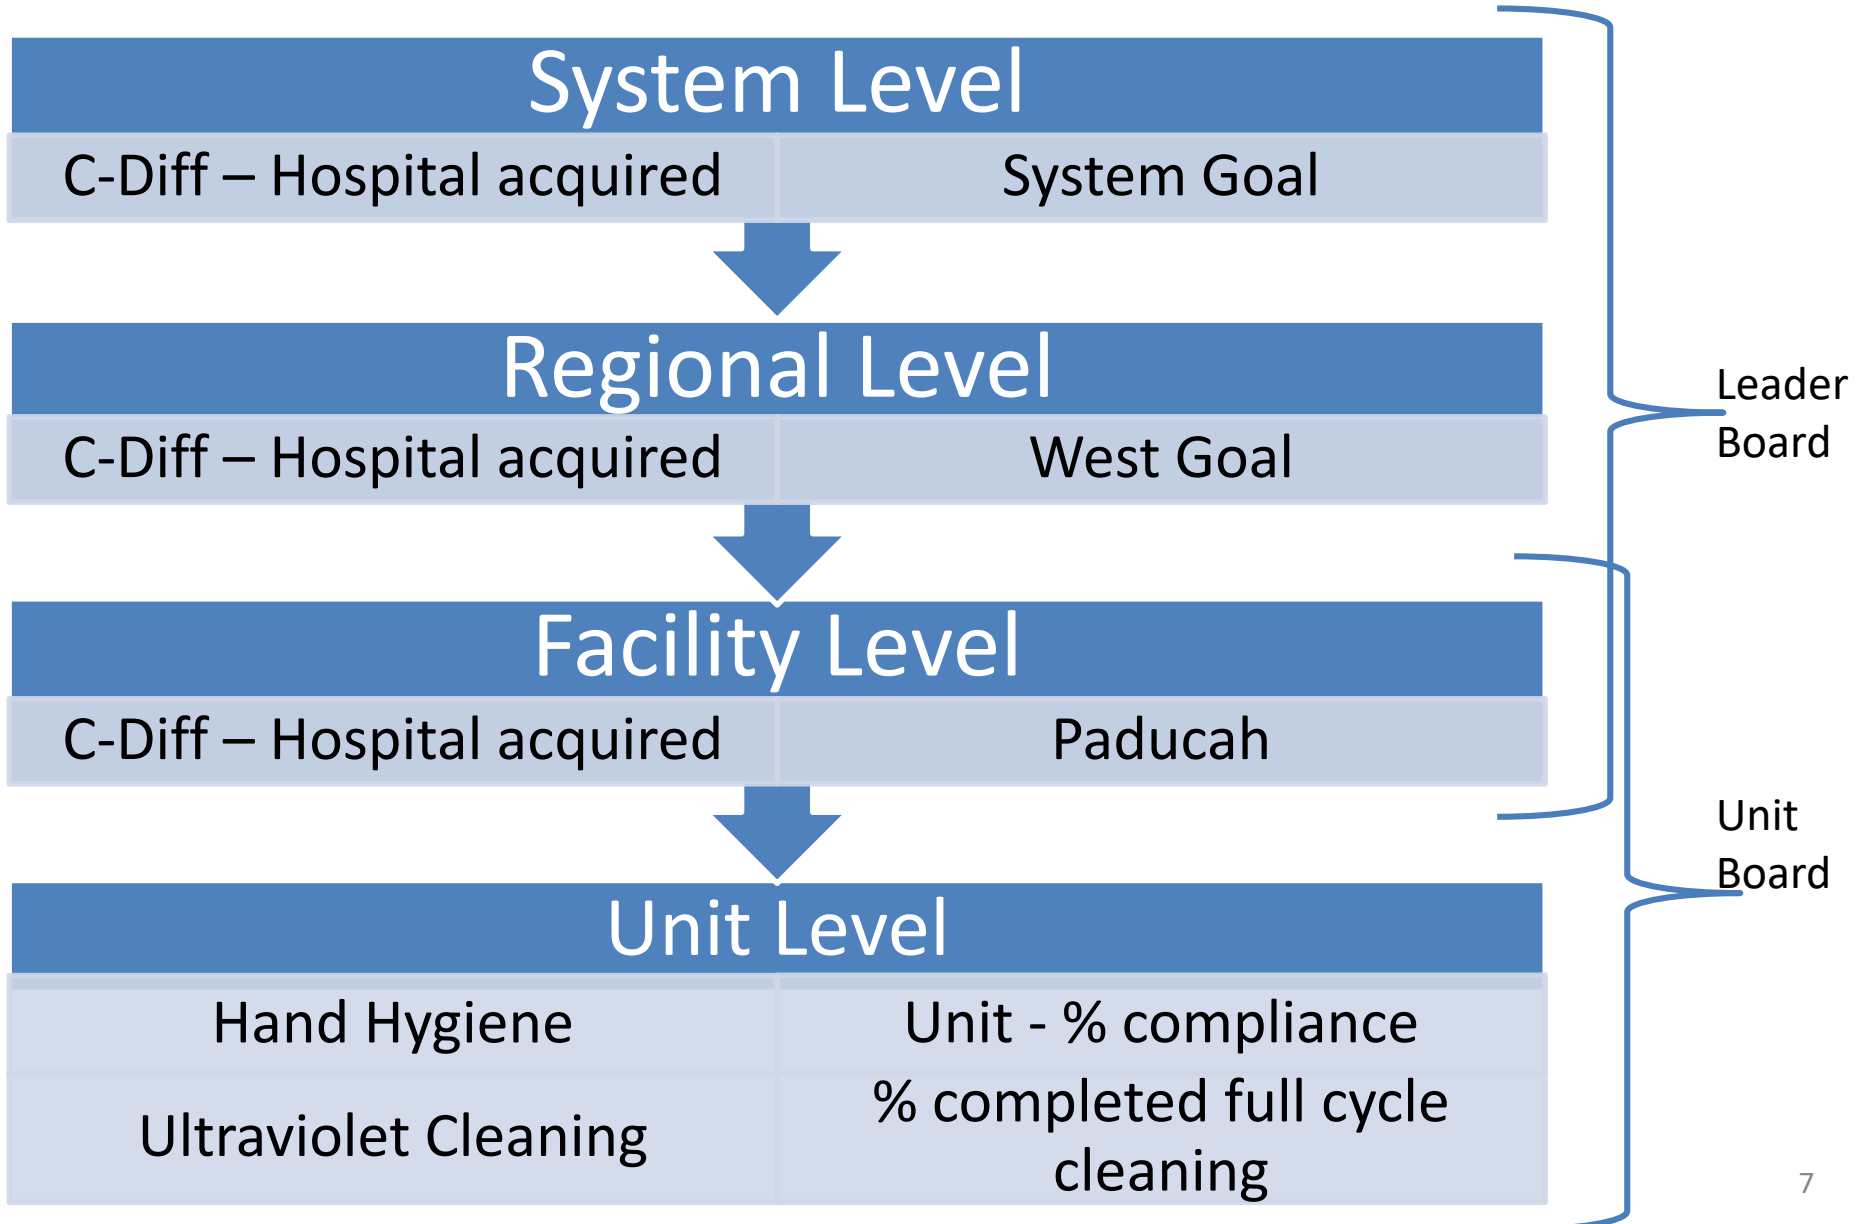 System Level
C-Diff – Hospital acquired
System Goal
Regional Level
C-Diff – Hospital acquired
West Goal
Leader
Board
Facility Level
C-Diff – Hospital acquired
Paducah
Unit
Board
Unit Level
Hand Hygiene
Unit - % compliance
Ultraviolet Cleaning
% completed full cycle
cleaning
7